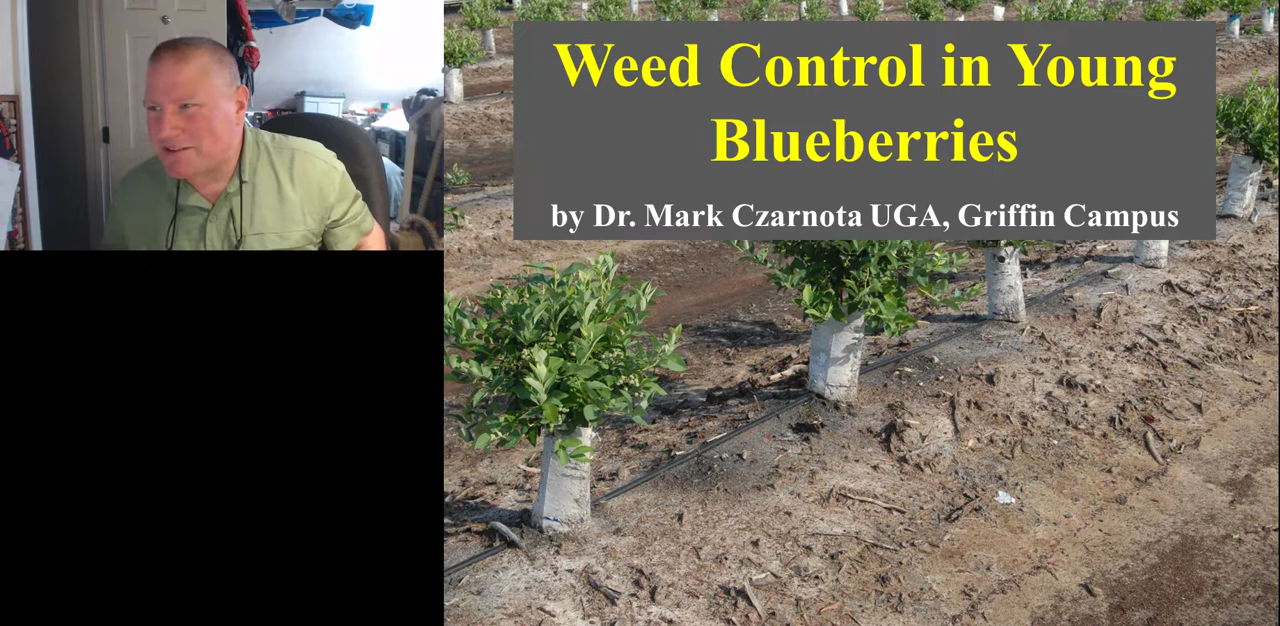 Weed Control in Young
Blueberries
by Dr. Mark Czarnota UGA, Griffin Campus